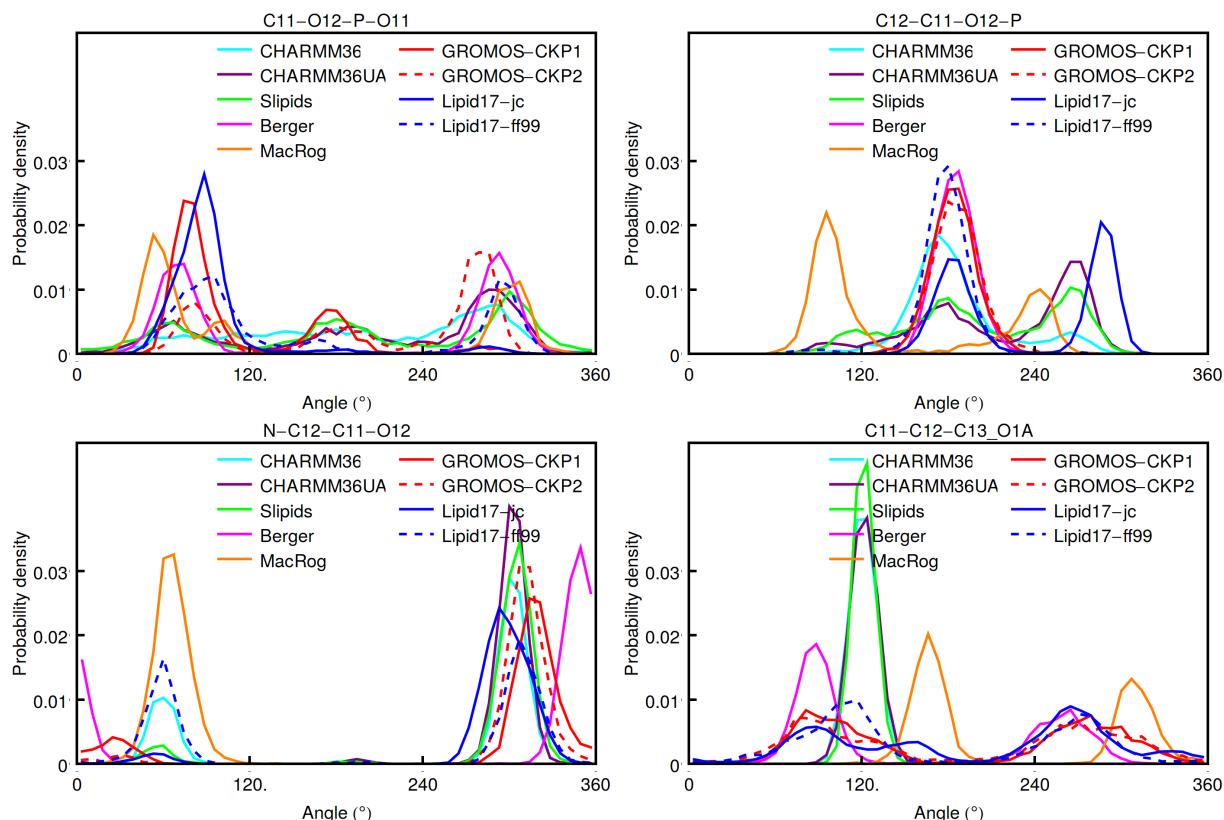 C11−O12−P−O11
CHARMM36
CHARMM36UA
Slipids
Berger
MacRog
GROMOS−CKP1
GROMOS−CKP2
Lipid17−jc
Lipid17−ff99
Probability density
0.03
0.02
0.01
0
0
120.
240
360
Angle (°)
C12−C11−O12−P
CHARMM36
CHARMM36UA
Slipids
Berger
MacRog
GROMOS−CKP1
GROMOS−CKP2
Lipid17−jc
Lipid17−ff99
Probability density
0.03
0.02
0.01
0
0
120.
240
360
Angle (°)
N−C12−C11−O12
CHARMM36
CHARMM36UA
Slipids
Berger
MacRog
GROMOS−CKP1
GROMOS−CKP2
Lipid17−jc
Lipid17−ff99
Probability density
0.03
0.02
0.01
0
0
120.
240
360
Angle (°)
C11−C12−C13_O1A
CHARMM36
CHARMM36UA
Slipids
Berger
MacRog
GROMOS−CKP1
GROMOS−CKP2
Lipid17−jc
Lipid17−ff99
Probability density
0.03
0.02
0.01
0
0
120.
240
360
Angle (°)